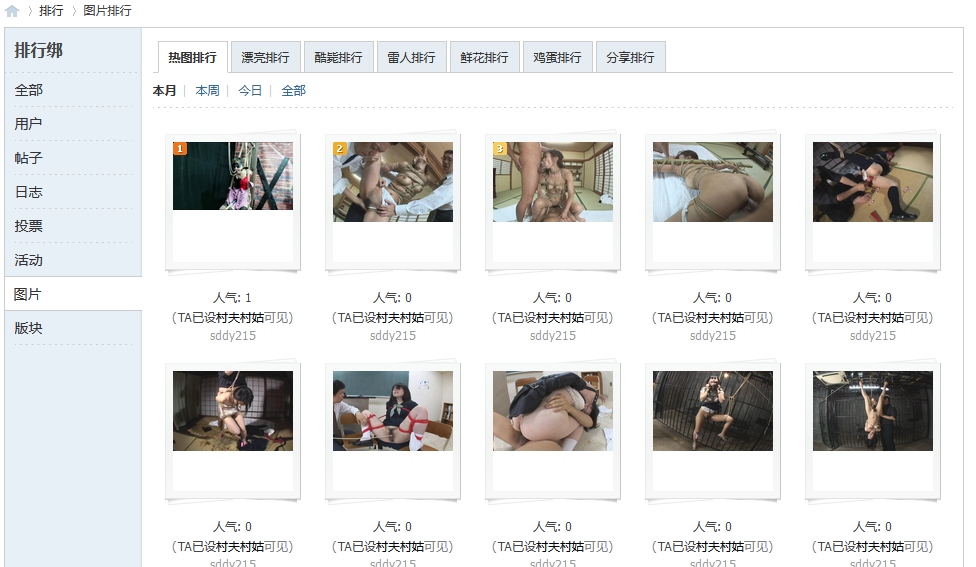 排行 图片排行
排行绑
全部
用户
帖子
日志
投票
活动
图片
版块
热图排行 漂亮排行 酷毙排行 雷人排行 鲜花排行 鸡蛋排行 分享排行
本月 | 本周 | 今日 | 全部
1 2 3
人气: 1 人气: 0 人气: 0 人气: 0 人气: 0
(TA已设村夫村姑可见) (TA已设村夫村姑可见) (TA已设村夫村姑可见) (TA已设村夫村姑可见) (TA已设村夫村姑可见)
sddy215 sddy215 sddy215 sddy215 sddy215
人气: 0 人气: 0 人气: 0 人气: 0 人气: 0
(TA已设村夫村姑可见) (TA已设村夫村姑可见) (TA已设村夫村姑可见) (TA已设村夫村姑可见) (TA已设村夫村姑可见)
sddy215 sddy215 sddy215 sddy215 sddy215